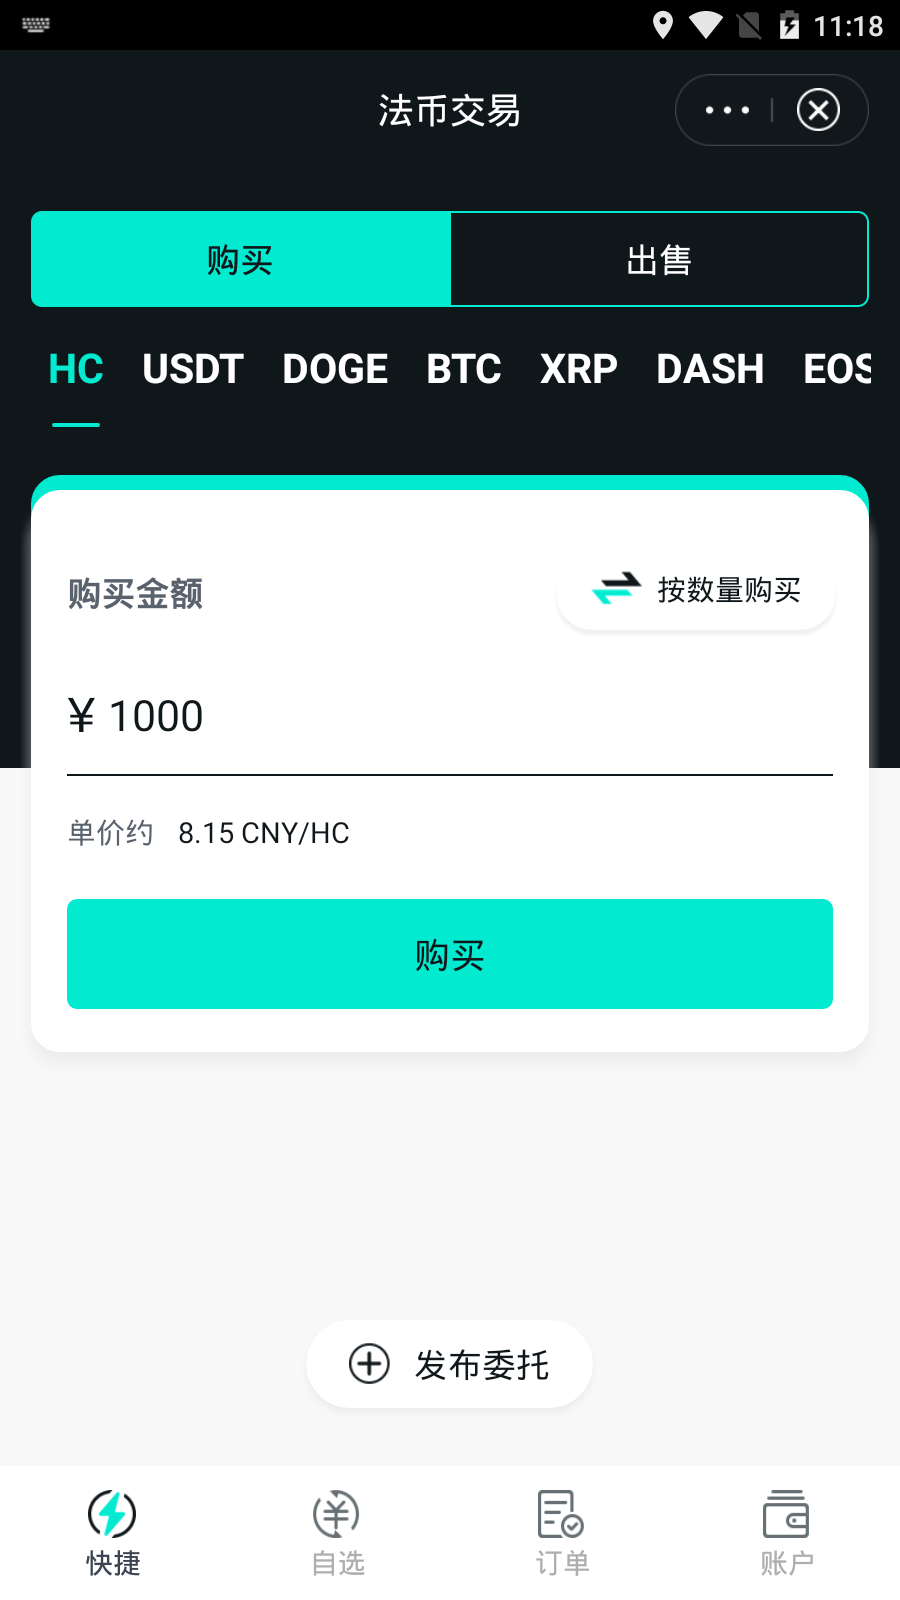 11:18
法币交易
购买
出售
HC USDT DOGE BTC XRP DASH EOS
购买金额
按数量购买
¥ 1000
单价约 8.15 CNY/HC
购买
发布委托
快捷 自选 订单 账户